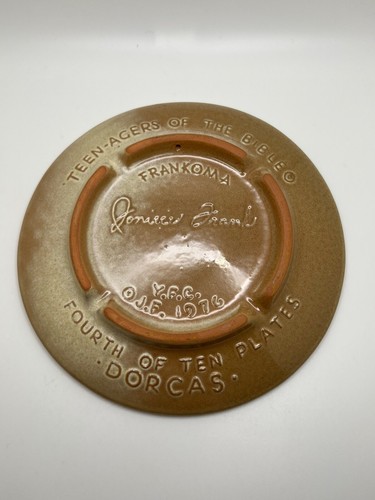 TEEN-AGERS OF THE BIBLE©
FRANKOMA
Joniece Frank
Y.F.C.
O.J.F. 1976
FOURTH OF TEN PLATES
·DORCAS·